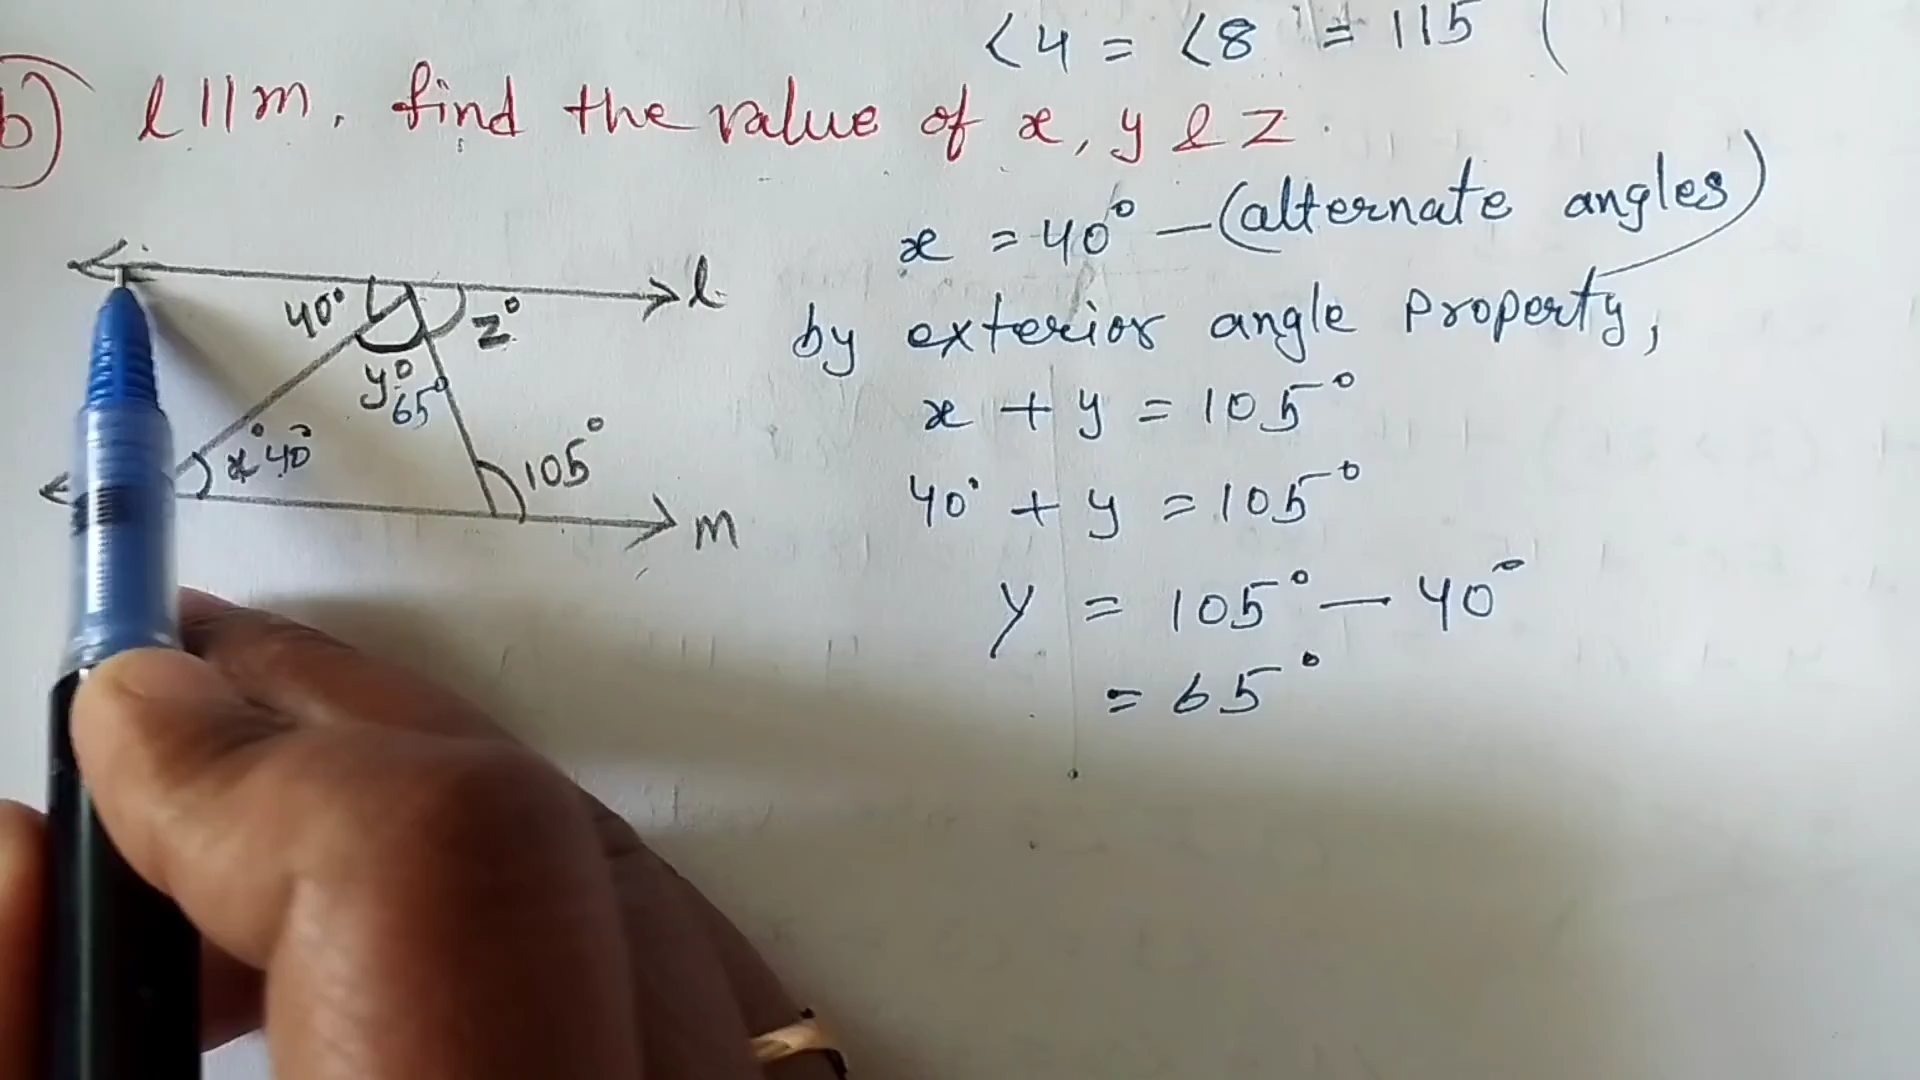 <4 = <8 = 115 (
b) l || m. find the value of x, y & z.
x = 40° — (alternate angles)
by exterior angle property,
x + y = 105°
40° + y = 105°
y = 105° — 40°
= 65°
l
40°
z°
y°
65°
x° 40°
105°
m